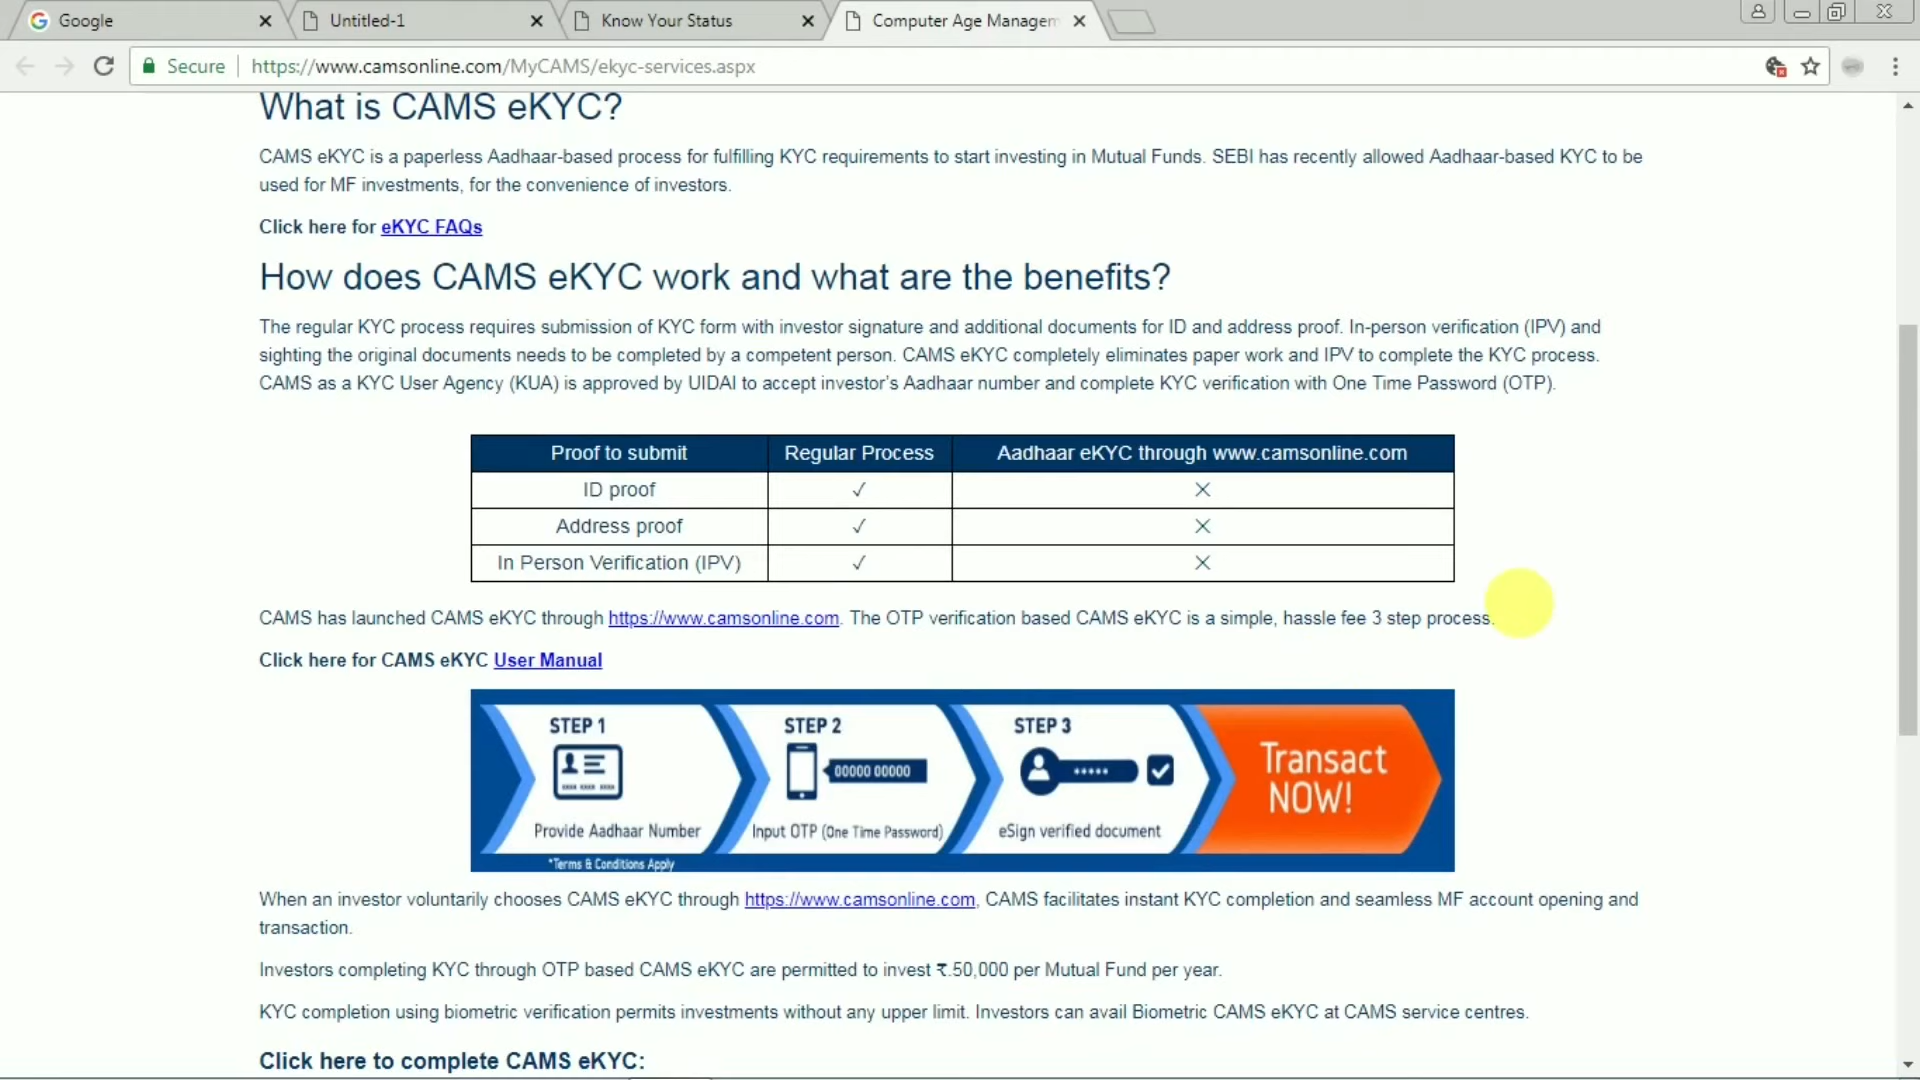 Google
Untitled-1
Know Your Status
Computer Age Managem
Secure
https://www.camsonline.com/MyCAMS/ekyc-services.aspx
What is CAMS eKYC?
CAMS eKYC is a paperless Aadhaar-based process for fulfilling KYC requirements to start investing in Mutual Funds. SEBI has recently allowed Aadhaar-based KYC to be
used for MF investments, for the convenience of investors.
Click here for eKYC FAQs
How does CAMS eKYC work and what are the benefits?
The regular KYC process requires submission of KYC form with investor signature and additional documents for ID and address proof. In-person verification (IPV) and
sighting the original documents needs to be completed by a competent person. CAMS eKYC completely eliminates paper work and IPV to complete the KYC process.
CAMS as a KYC User Agency (KUA) is approved by UIDAI to accept investor's Aadhaar number and complete KYC verification with One Time Password (OTP).
Proof to submit Regular Process Aadhaar eKYC through www.camsonline.com
ID proof ✓ ✕
Address proof ✓ ✕
In Person Verification (IPV) ✓ ✕
CAMS has launched CAMS eKYC through https://www.camsonline.com. The OTP verification based CAMS eKYC is a simple, hassle fee 3 step process.
Click here for CAMS eKYC User Manual
STEP 1 STEP 2 STEP 3
00000 00000
Transact
NOW!
Provide Aadhaar Number Input OTP (One Time Password) eSign verified document
*Terms & Conditions Apply
When an investor voluntarily chooses CAMS eKYC through https://www.camsonline.com, CAMS facilitates instant KYC completion and seamless MF account opening and
transaction.
Investors completing KYC through OTP based CAMS eKYC are permitted to invest ₹.50,000 per Mutual Fund per year.
KYC completion using biometric verification permits investments without any upper limit. Investors can avail Biometric CAMS eKYC at CAMS service centres.
Click here to complete CAMS eKYC: